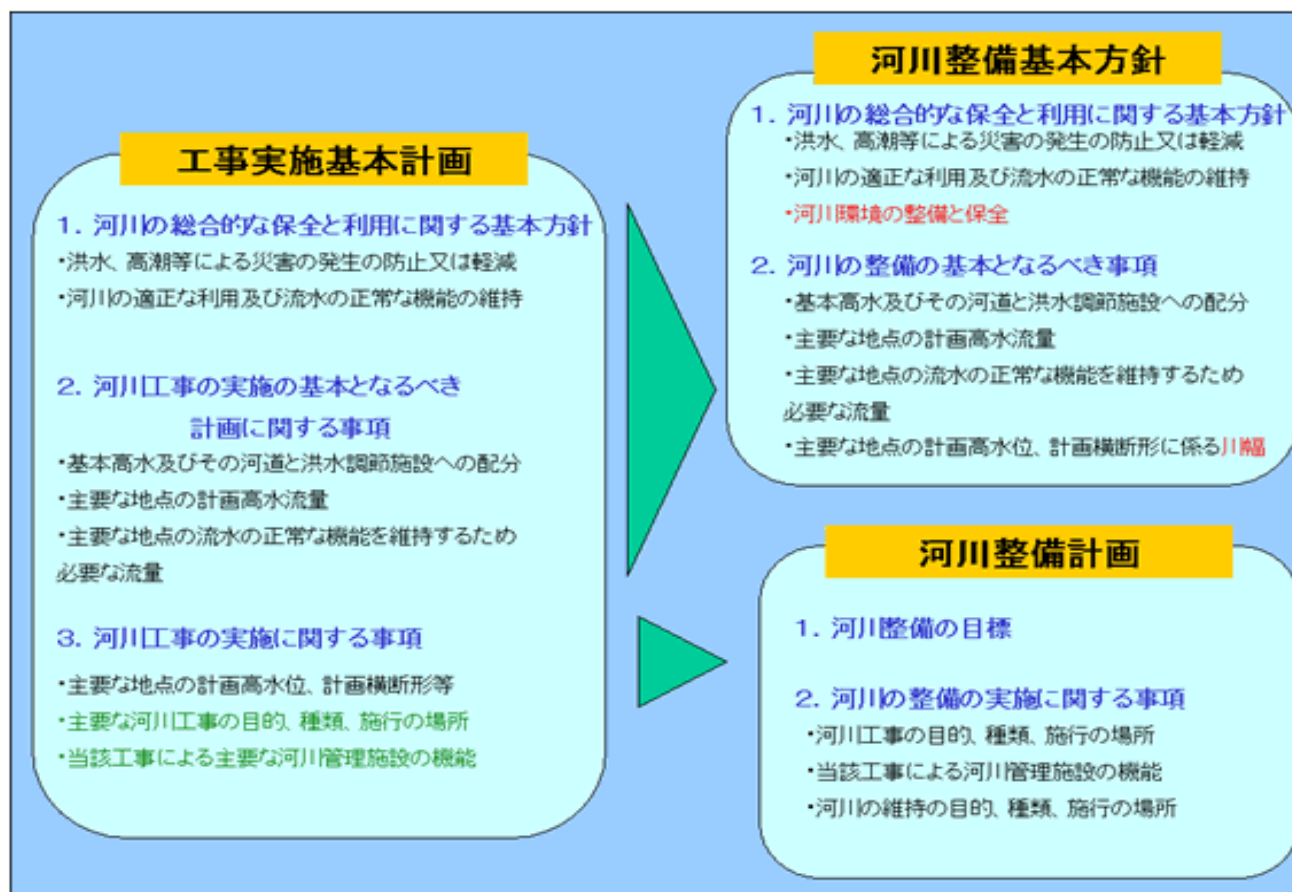 工事実施基本計画
1. 河川の総合的な保全と利用に関する基本方針
・洪水、高潮等による災害の発生の防止又は軽減
・河川の適正な利用及び流水の正常な機能の維持
2. 河川工事の実施の基本となるべき
計画に関する事項
・基本高水及びその河道と洪水調節施設への配分
・主要な地点の計画高水流量
・主要な地点の流水の正常な機能を維持するため
必要な流量
3. 河川工事の実施に関する事項
・主要な地点の計画高水位、計画横断形等
・主要な河川工事の目的、種類、施行の場所
・当該工事による主要な河川管理施設の機能
河川整備基本方針
1. 河川の総合的な保全と利用に関する基本方針
・洪水、高潮等による災害の発生の防止又は軽減
・河川の適正な利用及び流水の正常な機能の維持
・河川環境の整備と保全
2. 河川の整備の基本となるべき事項
・基本高水及びその河道と洪水調節施設への配分
・主要な地点の計画高水流量
・主要な地点の流水の正常な機能を維持するため
必要な流量
・主要な地点の計画高水位、計画横断形に係る川幅
河川整備計画
1. 河川整備の目標
2. 河川の整備の実施に関する事項
・河川工事の目的、種類、施行の場所
・当該工事による河川管理施設の機能
・河川の維持の目的、種類、施行の場所